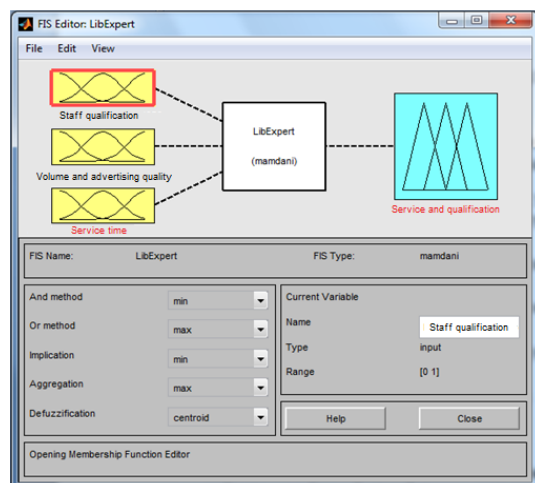 FIS Editor: LibExpert
File Edit View
Staff qualification
Volume and advertising quality
Service time
LibExpert
(mamdani)
Service and qualification
FIS Name: LibExpert FIS Type: mamdani
And method min
Or method max
Implication min
Aggregation max
Defuzzification centroid
Current Variable
Name Staff qualification
Type input
Range [0 1]
Help Close
Opening Membership Function Editor